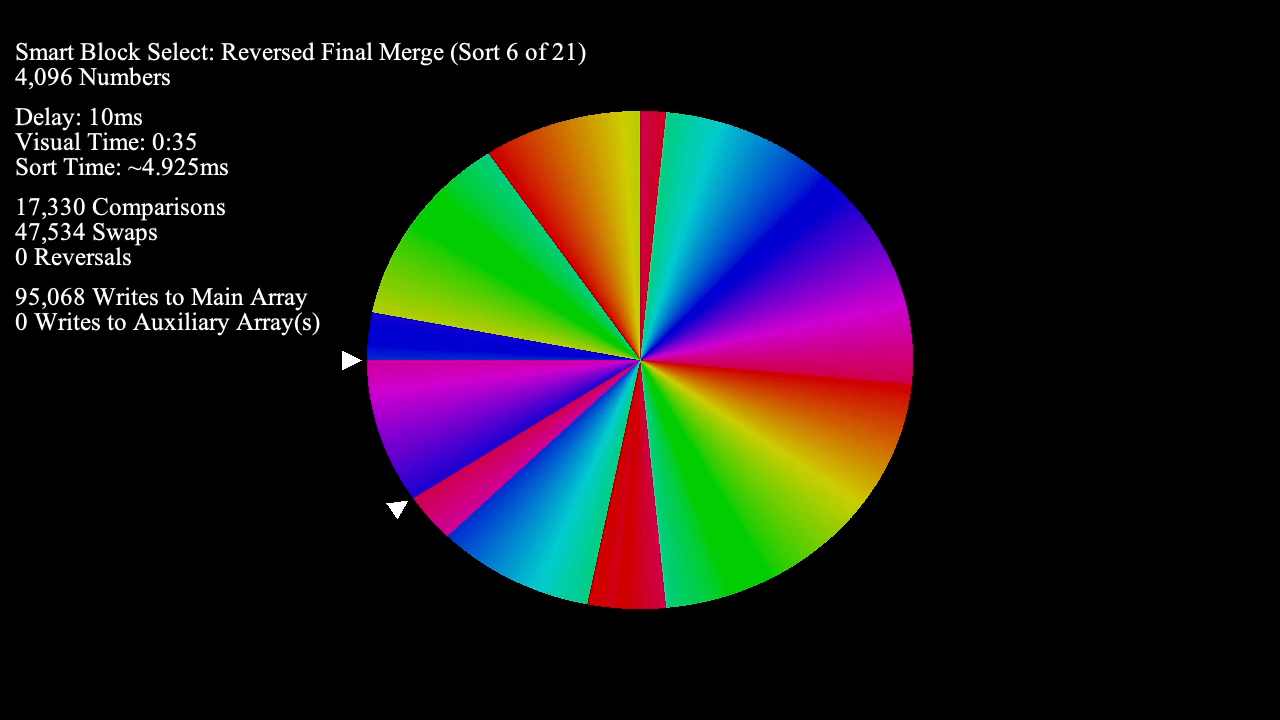 Smart Block Select: Reversed Final Merge (Sort 6 of 21)
4,096 Numbers
Delay: 10ms
Visual Time: 0:35
Sort Time: ~4.925ms
17,330 Comparisons
47,534 Swaps
0 Reversals
95,068 Writes to Main Array
0 Writes to Auxiliary Array(s)